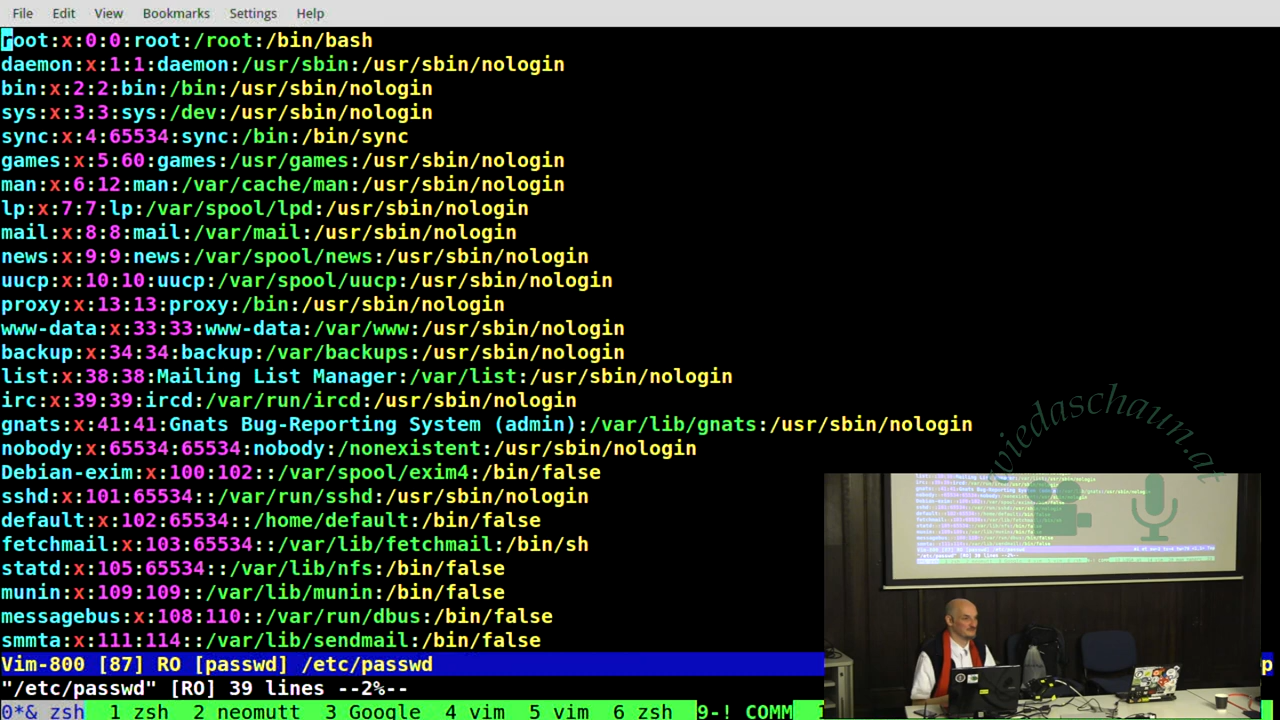 File Edit View Bookmarks Settings Help
root:x:0:0:root:/root:/bin/bash
daemon:x:1:1:daemon:/usr/sbin:/usr/sbin/nologin
bin:x:2:2:bin:/bin:/usr/sbin/nologin
sys:x:3:3:sys:/dev:/usr/sbin/nologin
sync:x:4:65534:sync:/bin:/bin/sync
games:x:5:60:games:/usr/games:/usr/sbin/nologin
man:x:6:12:man:/var/cache/man:/usr/sbin/nologin
lp:x:7:7:lp:/var/spool/lpd:/usr/sbin/nologin
mail:x:8:8:mail:/var/mail:/usr/sbin/nologin
news:x:9:9:news:/var/spool/news:/usr/sbin/nologin
uucp:x:10:10:uucp:/var/spool/uucp:/usr/sbin/nologin
proxy:x:13:13:proxy:/bin:/usr/sbin/nologin
www-data:x:33:33:www-data:/var/www:/usr/sbin/nologin
backup:x:34:34:backup:/var/backups:/usr/sbin/nologin
list:x:38:38:Mailing List Manager:/var/list:/usr/sbin/nologin
irc:x:39:39:ircd:/var/run/ircd:/usr/sbin/nologin
gnats:x:41:41:Gnats Bug-Reporting System (admin):/var/lib/gnats:/usr/sbin/nologin
nobody:x:65534:65534:nobody:/nonexistent:/usr/sbin/nologin
Debian-exim:x:100:102::/var/spool/exim4:/bin/false
sshd:x:101:65534::/var/run/sshd:/usr/sbin/nologin
default:x:102:65534::/home/default:/bin/false
fetchmail:x:103:65534::/var/lib/fetchmail:/bin/sh
statd:x:105:65534::/var/lib/nfs:/bin/false
munin:x:109:109::/var/lib/munin:/bin/false
messagebus:x:108:110::/var/run/dbus:/bin/false
smmta:x:111:114::/var/lib/sendmail:/bin/false
Vim-800 [87] RO [passwd] /etc/passwd
"/etc/passwd" [RO] 39 lines --2%--
0*& zsh 1 zsh 2 neomutt 3 Google 4 vim 5 vim 6 zsh 9-! COMM
wiedaschaun.at